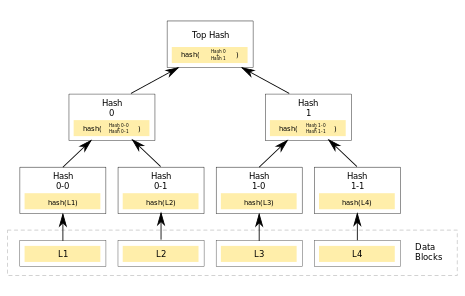 Top Hash
hash( Hash 0
+
Hash 1 )
Hash
0
hash( Hash 0-0
+
Hash 0-1 )
Hash
1
hash( Hash 1-0
+
Hash 1-1 )
Hash
0-0
hash(L1)
Hash
0-1
hash(L2)
Hash
1-0
hash(L3)
Hash
1-1
hash(L4)
L1
L2
L3
L4
Data
Blocks